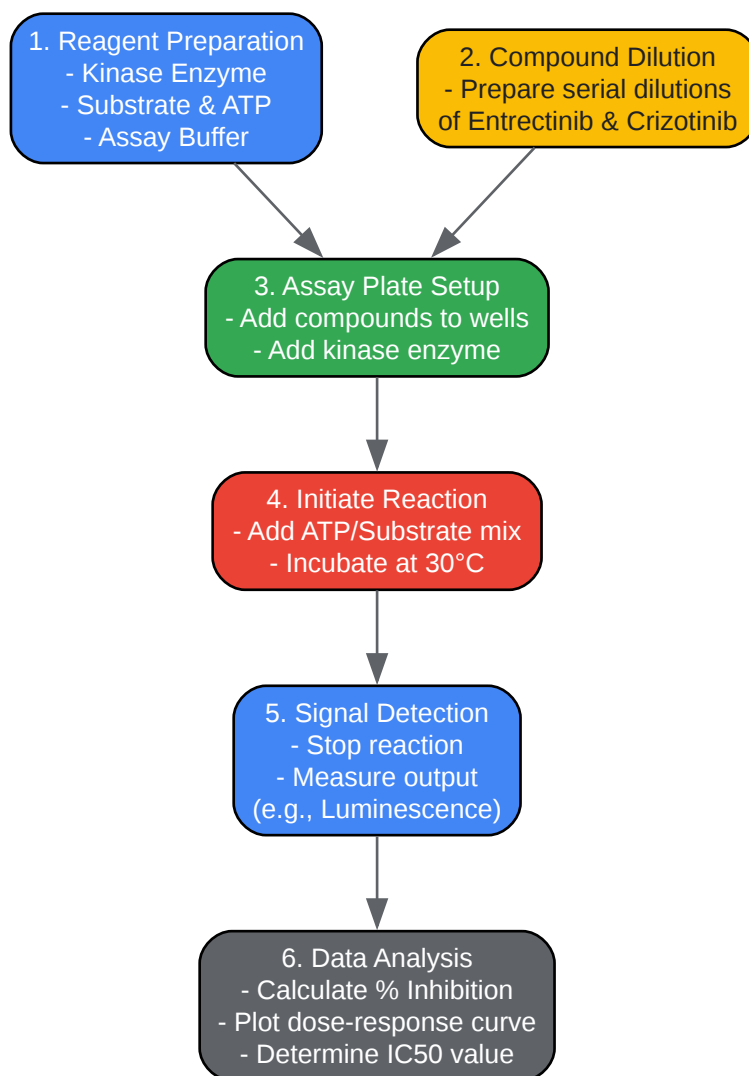 1. Reagent Preparation
- Kinase Enzyme
- Substrate & ATP
- Assay Buffer
2. Compound Dilution
- Prepare serial dilutions
of Entrectinib & Crizotinib
3. Assay Plate Setup
- Add compounds to wells
- Add kinase enzyme
4. Initiate Reaction
- Add ATP/Substrate mix
- Incubate at 30°C
5. Signal Detection
- Stop reaction
- Measure output
(e.g., Luminescence)
6. Data Analysis
- Calculate % Inhibition
- Plot dose-response curve
- Determine IC50 value